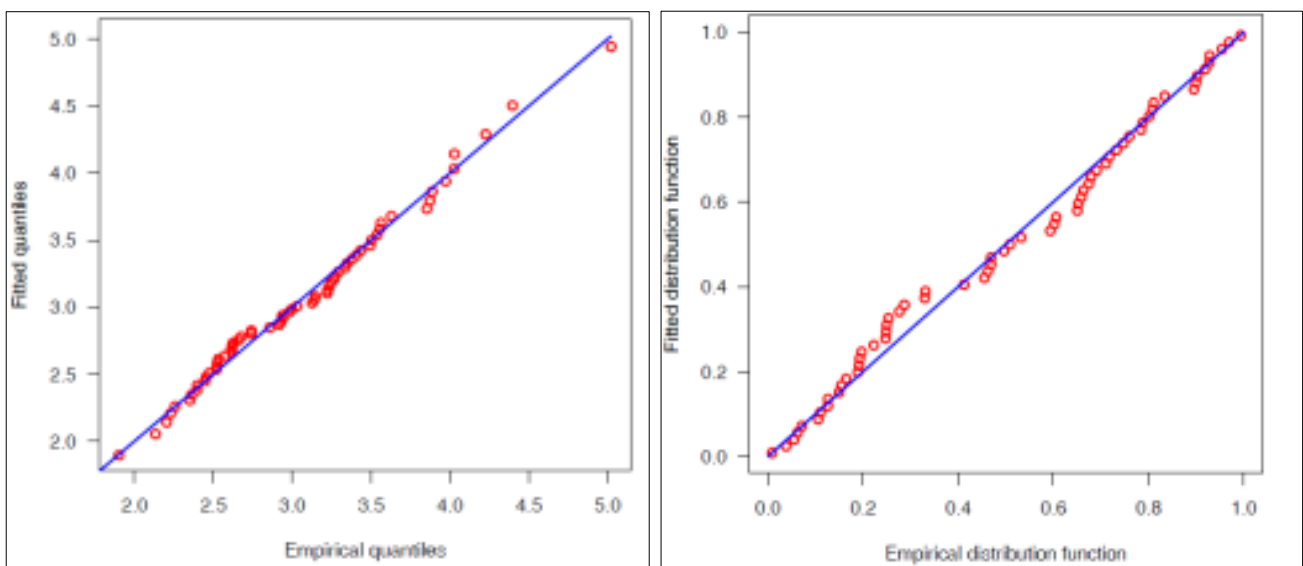 5.0
4.5
4.0
3.5
3.0
2.5
2.0
Fitted quantiles
2.0 2.5 3.0 3.5 4.0 4.5 5.0
Empirical quantiles
1.0
0.8
0.6
0.4
0.2
0.0
Fitted distribution function
0.0 0.2 0.4 0.6 0.8 1.0
Empirical distribution function